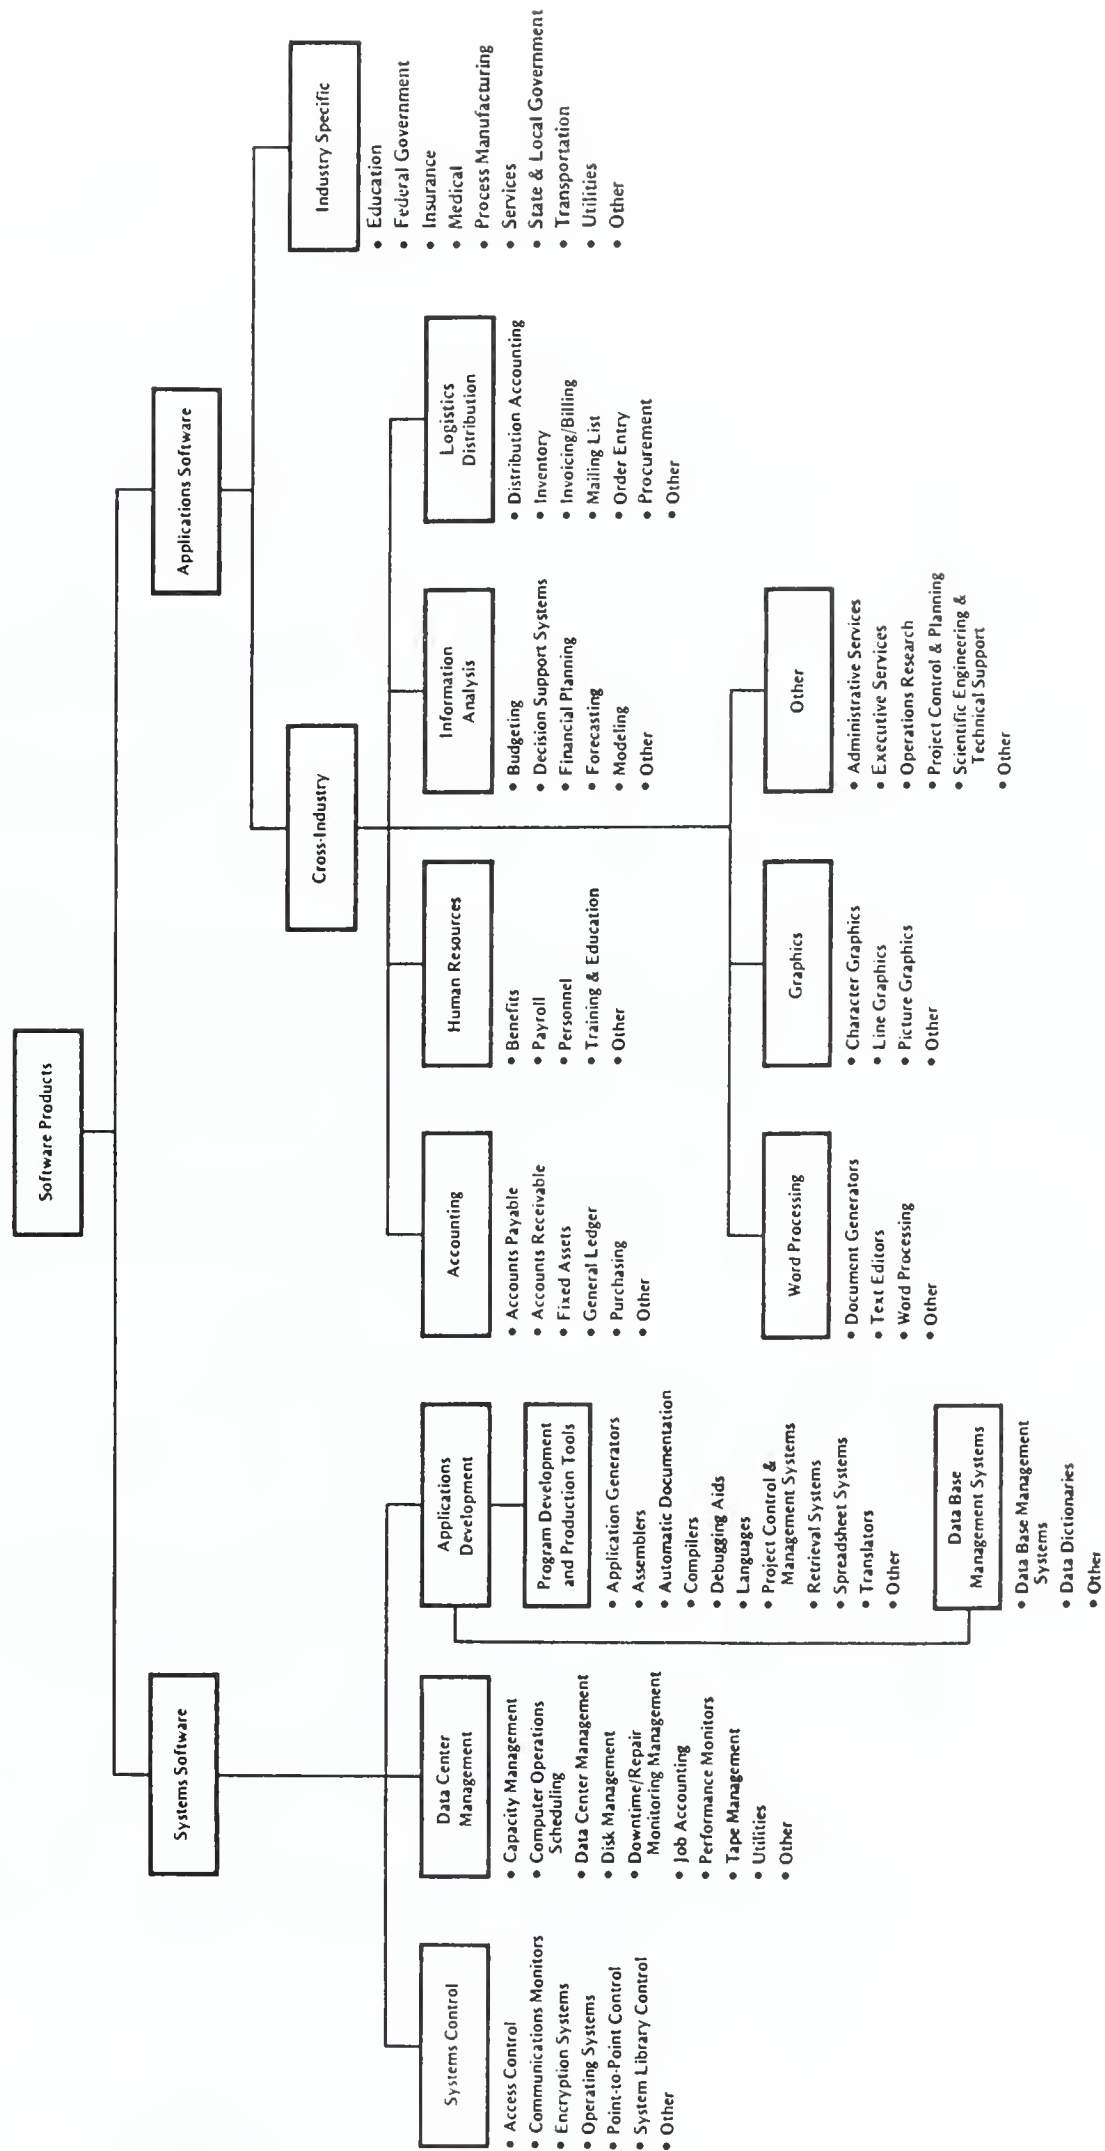 Software Products
Systems Software
Applications Software
Cross-Industry
Industry Specific
• Education
• Federal Government
• Insurance
• Medical
• Process Manufacturing
• Services
• State & Local Government
• Transportation
• Utilities
• Other
Systems Control
• Access Control
• Communications Monitors
• Encryption Systems
• Operating Systems
• Point-to-Point Control
• System Library Control
• Other
Data Center
Management
• Capacity Management
• Computer Operations
Scheduling
• Data Center Management
• Disk Management
• Downtime/Repair
Monitoring Management
• Job Accounting
• Performance Monitors
• Tape Management
• Utilities
• Other
Applications
Development
Program Development
and Production Tools
• Application Generators
• Assemblers
• Automatic Documentation
• Compilers
• Debugging Aids
• Languages
• Project Control &
Management Systems
• Retrieval Systems
• Spreadsheet Systems
• Translators
• Other
Data Base
Management Systems
• Data Base Management
Systems
• Data Dictionaries
• Other
Accounting
• Accounts Payable
• Accounts Receivable
• Fixed Assets
• General Ledger
• Purchasing
• Other
Human Resources
• Benefits
• Payroll
• Personnel
• Training & Education
• Other
Information
Analysis
• Budgeting
• Decision Support Systems
• Financial Planning
• Forecasting
• Modeling
• Other
Logistics
Distribution
• Distribution Accounting
• Inventory
• Invoicing/Billing
• Mailing List
• Order Entry
• Procurement
• Other
Word Processing
• Document Generators
• Text Editors
• Word Processing
• Other
Graphics
• Character Graphics
• Line Graphics
• Picture Graphics
• Other
Other
• Administrative Services
• Executive Services
• Operations Research
• Project Control & Planning
• Scientific Engineering &
Technical Support
• Other